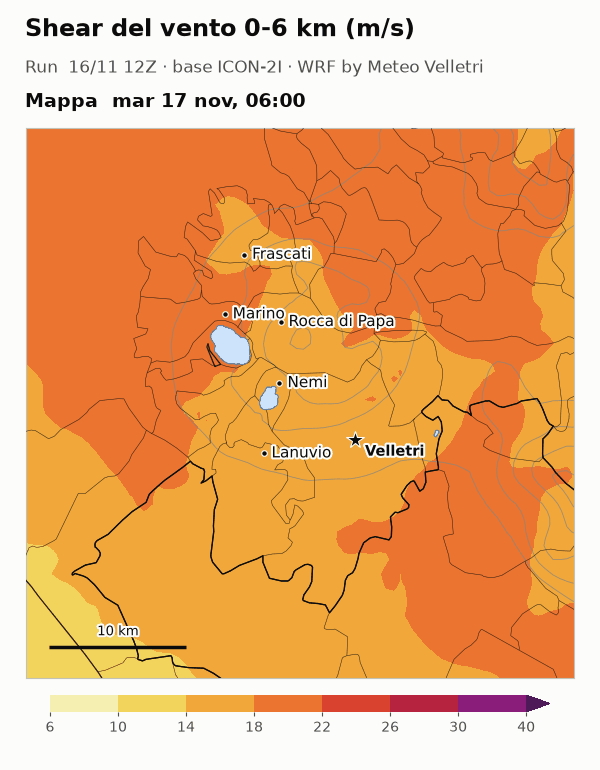 Shear del vento 0-6 km (m/s)
Run  16/11 12Z · base ICON-2I · WRF by Meteo Velletri
Mappa  mar 17 nov, 06:00
Frascati
Marino
Rocca di Papa
Nemi
Velletri
Lanuvio
10 km
6 10 14 18 22 26 30 40